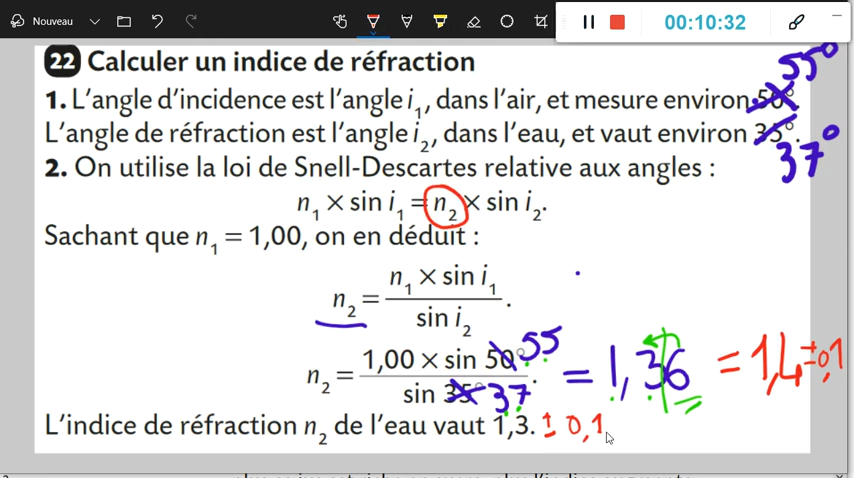 Nouveau
00:10:32
22 Calculer un indice de réfraction
55°
1. L'angle d'incidence est l'angle i₁, dans l'air, et mesure environ 50°.
L'angle de réfraction est l'angle i₂, dans l'eau, et vaut environ 35°.
37°
2. On utilise la loi de Snell-Descartes relative aux angles :
n₁ × sin i₁ = n₂ × sin i₂.
Sachant que n₁ = 1,00, on en déduit :
n₂ = n₁ × sin i₁ / sin i₂ .
n₂ = 1,00 × sin 50° 55 / sin 35° 37 . = 1,36 = 1,4 ± 0,1
L'indice de réfraction n₂ de l'eau vaut 1,3. ± 0,1